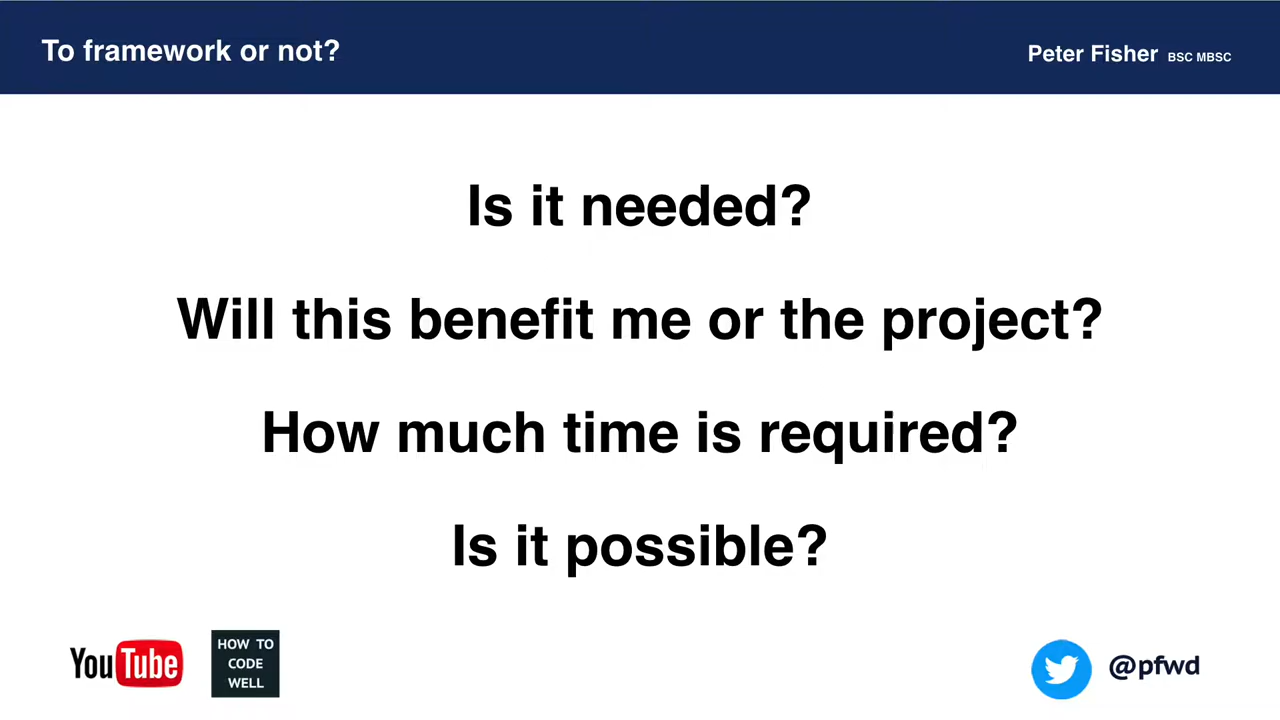 To framework or not?
Peter Fisher BSC MBSC
Is it needed?
Will this benefit me or the project?
How much time is required?
Is it possible?
YouTube
HOW TO
CODE
WELL
@pfwd